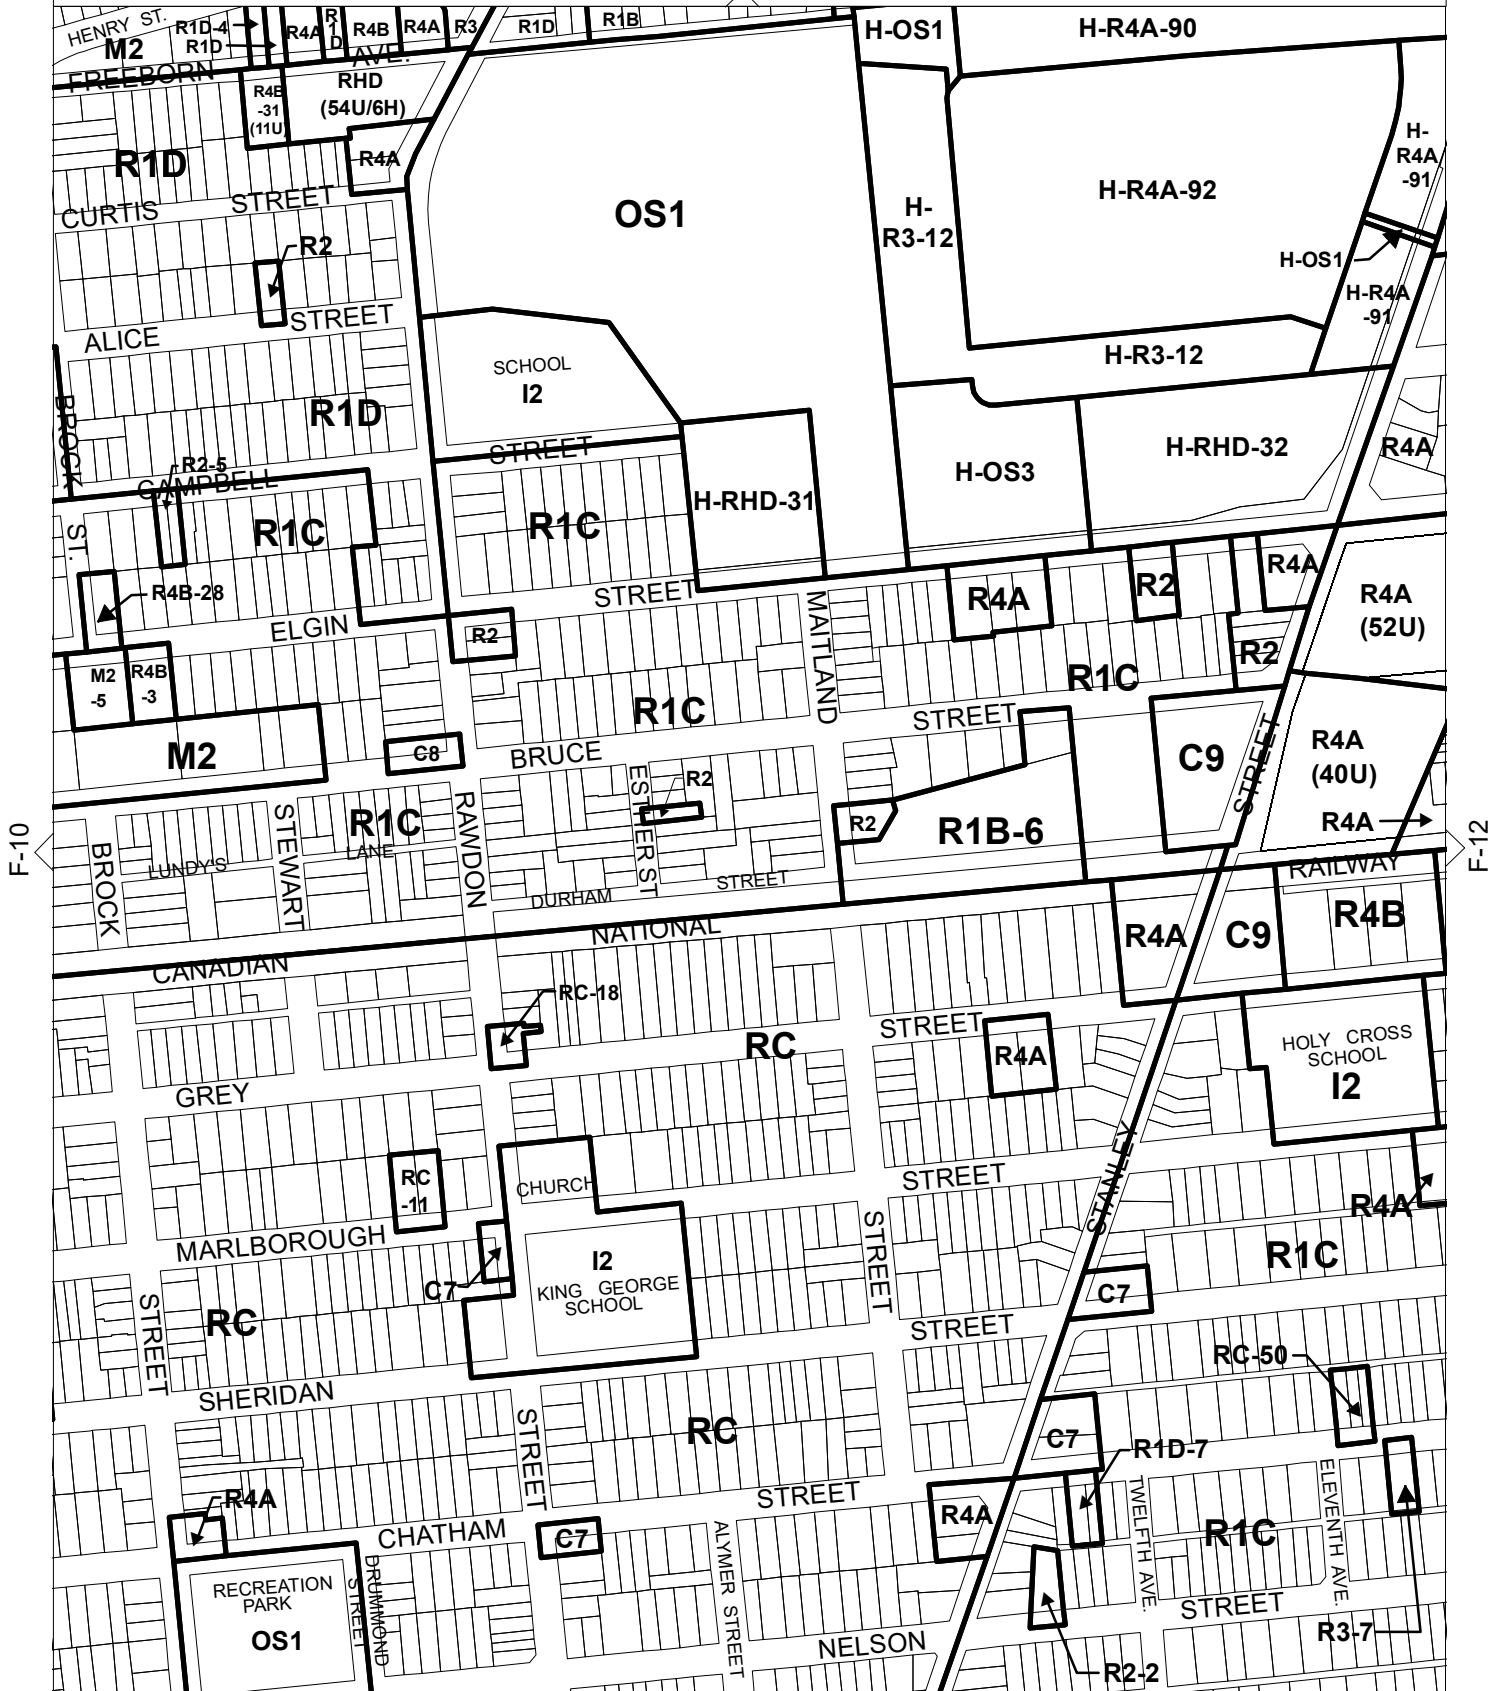 HENRY ST.
M2
R1D-4
R1D
R4A
R
1
D
R4B
R4A
R3
R1D
R1B
H-OS1
H-R4A-90
FREEBORN
AVE.
R4B
-31
(11U)
RHD
(54U/6H)
R4A
R1D
CURTIS
STREET
R2
OS1
H-
R3-12
H-R4A-92
H-
R4A
-91
H-OS1
H-R4A
-91
ALICE
STREET
SCHOOL
I2
H-R3-12
BROCK
ST.
R1D
STREET
R2-5
CAMPBELL
R1C
R1C
H-RHD-31
H-OS3
H-RHD-32
R4A
R4B-28
ELGIN
STREET
R2
MAITLAND
R4A
R2
R4A
R4A
(52U)
R2
M2
-5
R4B
-3
R1C
R1C
STREET
M2
C8
BRUCE
C9
STREET
R4A
(40U)
R4A
R2
ESTHER ST
R2
R1B-6
STEWART
R1C
LANE
LUNDY'S
RAWDON
BROCK
DURHAM
STREET
F-10
F-12
RAILWAY
NATIONAL
CANADIAN
R4A
C9
R4B
RC-18
RC
STREET
R4A
HOLY CROSS
SCHOOL
I2
GREY
STREET
STANLEY
RC
-11
CHURCH
R4A
MARLBOROUGH
C7
I2
KING GEORGE
SCHOOL
STREET
R1C
C7
STREET
RC
STREET
RC-50
SHERIDAN
STREET
RC
C7
R1D-7
R4A
STREET
R4A
CHATHAM
C7
ALYMER STREET
TWELFTH AVE.
R1C
ELEVENTH AVE.
RECREATION
PARK
OS1
DRUMMOND
STREET
STREET
R3-7
NELSON
R2-2